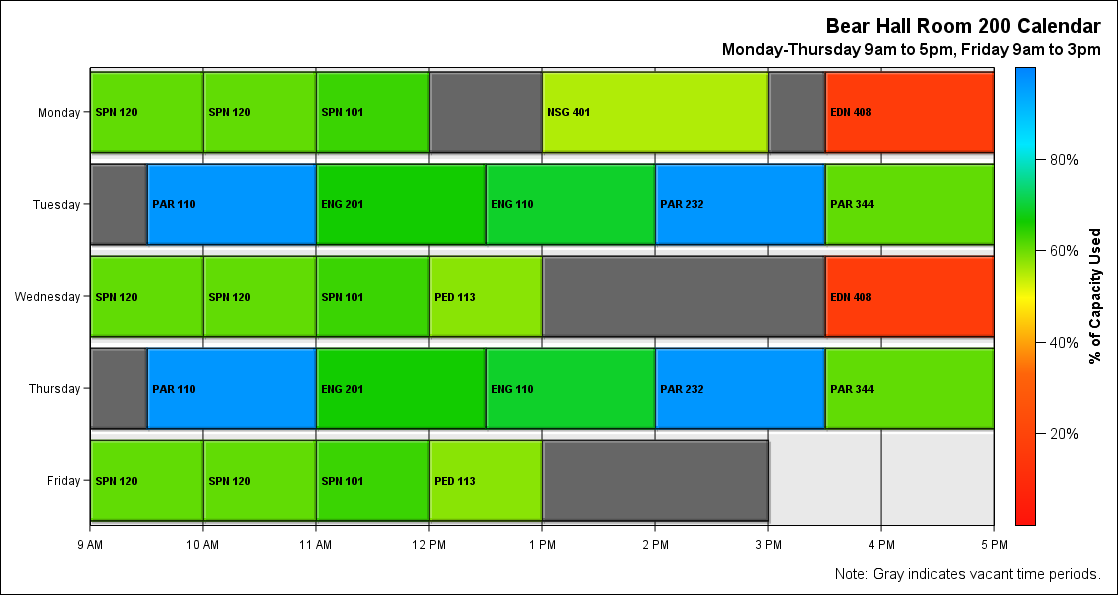 Bear Hall Room 200 Calendar
Monday-Thursday 9am to 5pm, Friday 9am to 3pm
Monday SPN 120 SPN 120 SPN 101 NSG 401 EDN 408
80%
Tuesday PAR 110 ENG 201 ENG 110 PAR 232 PAR 344
60%
% of Capacity Used
Wednesday SPN 120 SPN 120 SPN 101 PED 113 EDN 408
40%
Thursday PAR 110 ENG 201 ENG 110 PAR 232 PAR 344
20%
Friday SPN 120 SPN 120 SPN 101 PED 113
9 AM 10 AM 11 AM 12 PM 1 PM 2 PM 3 PM 4 PM 5 PM
Note: Gray indicates vacant time periods.